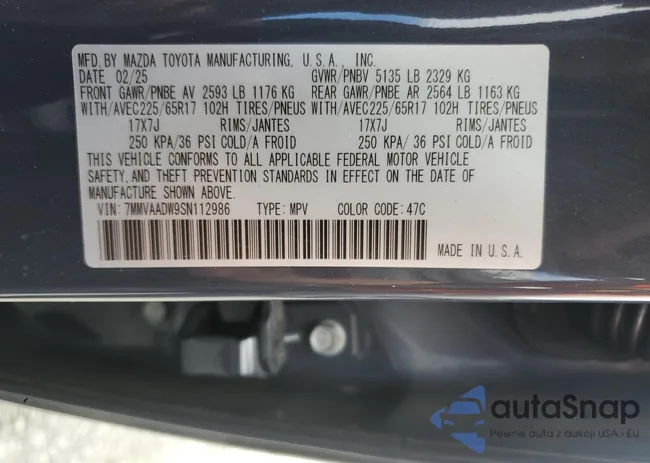 MFD.BY MAZDA TOYOTA MANUFACTURING, U.S.A., INC.
DATE 02/25 GVWR/PNBV 5135 LB 2329 KG
FRONT GAWR/PNBE AV 2593 LB 1176 KG REAR GAWR/PNBE AR 2564 LB 1163 KG
WITH/AVEC225/65R17 102H TIRES/PNEUS WITH/AVEC225/65R17 102H TIRES/PNEUS
17X7J RIMS/JANTES 17X7J RIMS/JANTES
250 KPA/36 PSI COLD/A FROID 250 KPA/36 PSI COLD/A FROID
THIS VEHICLE CONFORMS TO ALL APPLICABLE FEDERAL MOTOR VEHICLE
SAFETY, AND THEFT PREVENTION STANDARDS IN EFFECT ON THE DATE OF
MANUFACTURE SHOWN ABOVE.
VIN: 7MMVAADW9SN112986 TYPE: MPV COLOR CODE: 47C
MADE IN U.S.A.
autoSnap
Pewne auta z aukcji USA i EU